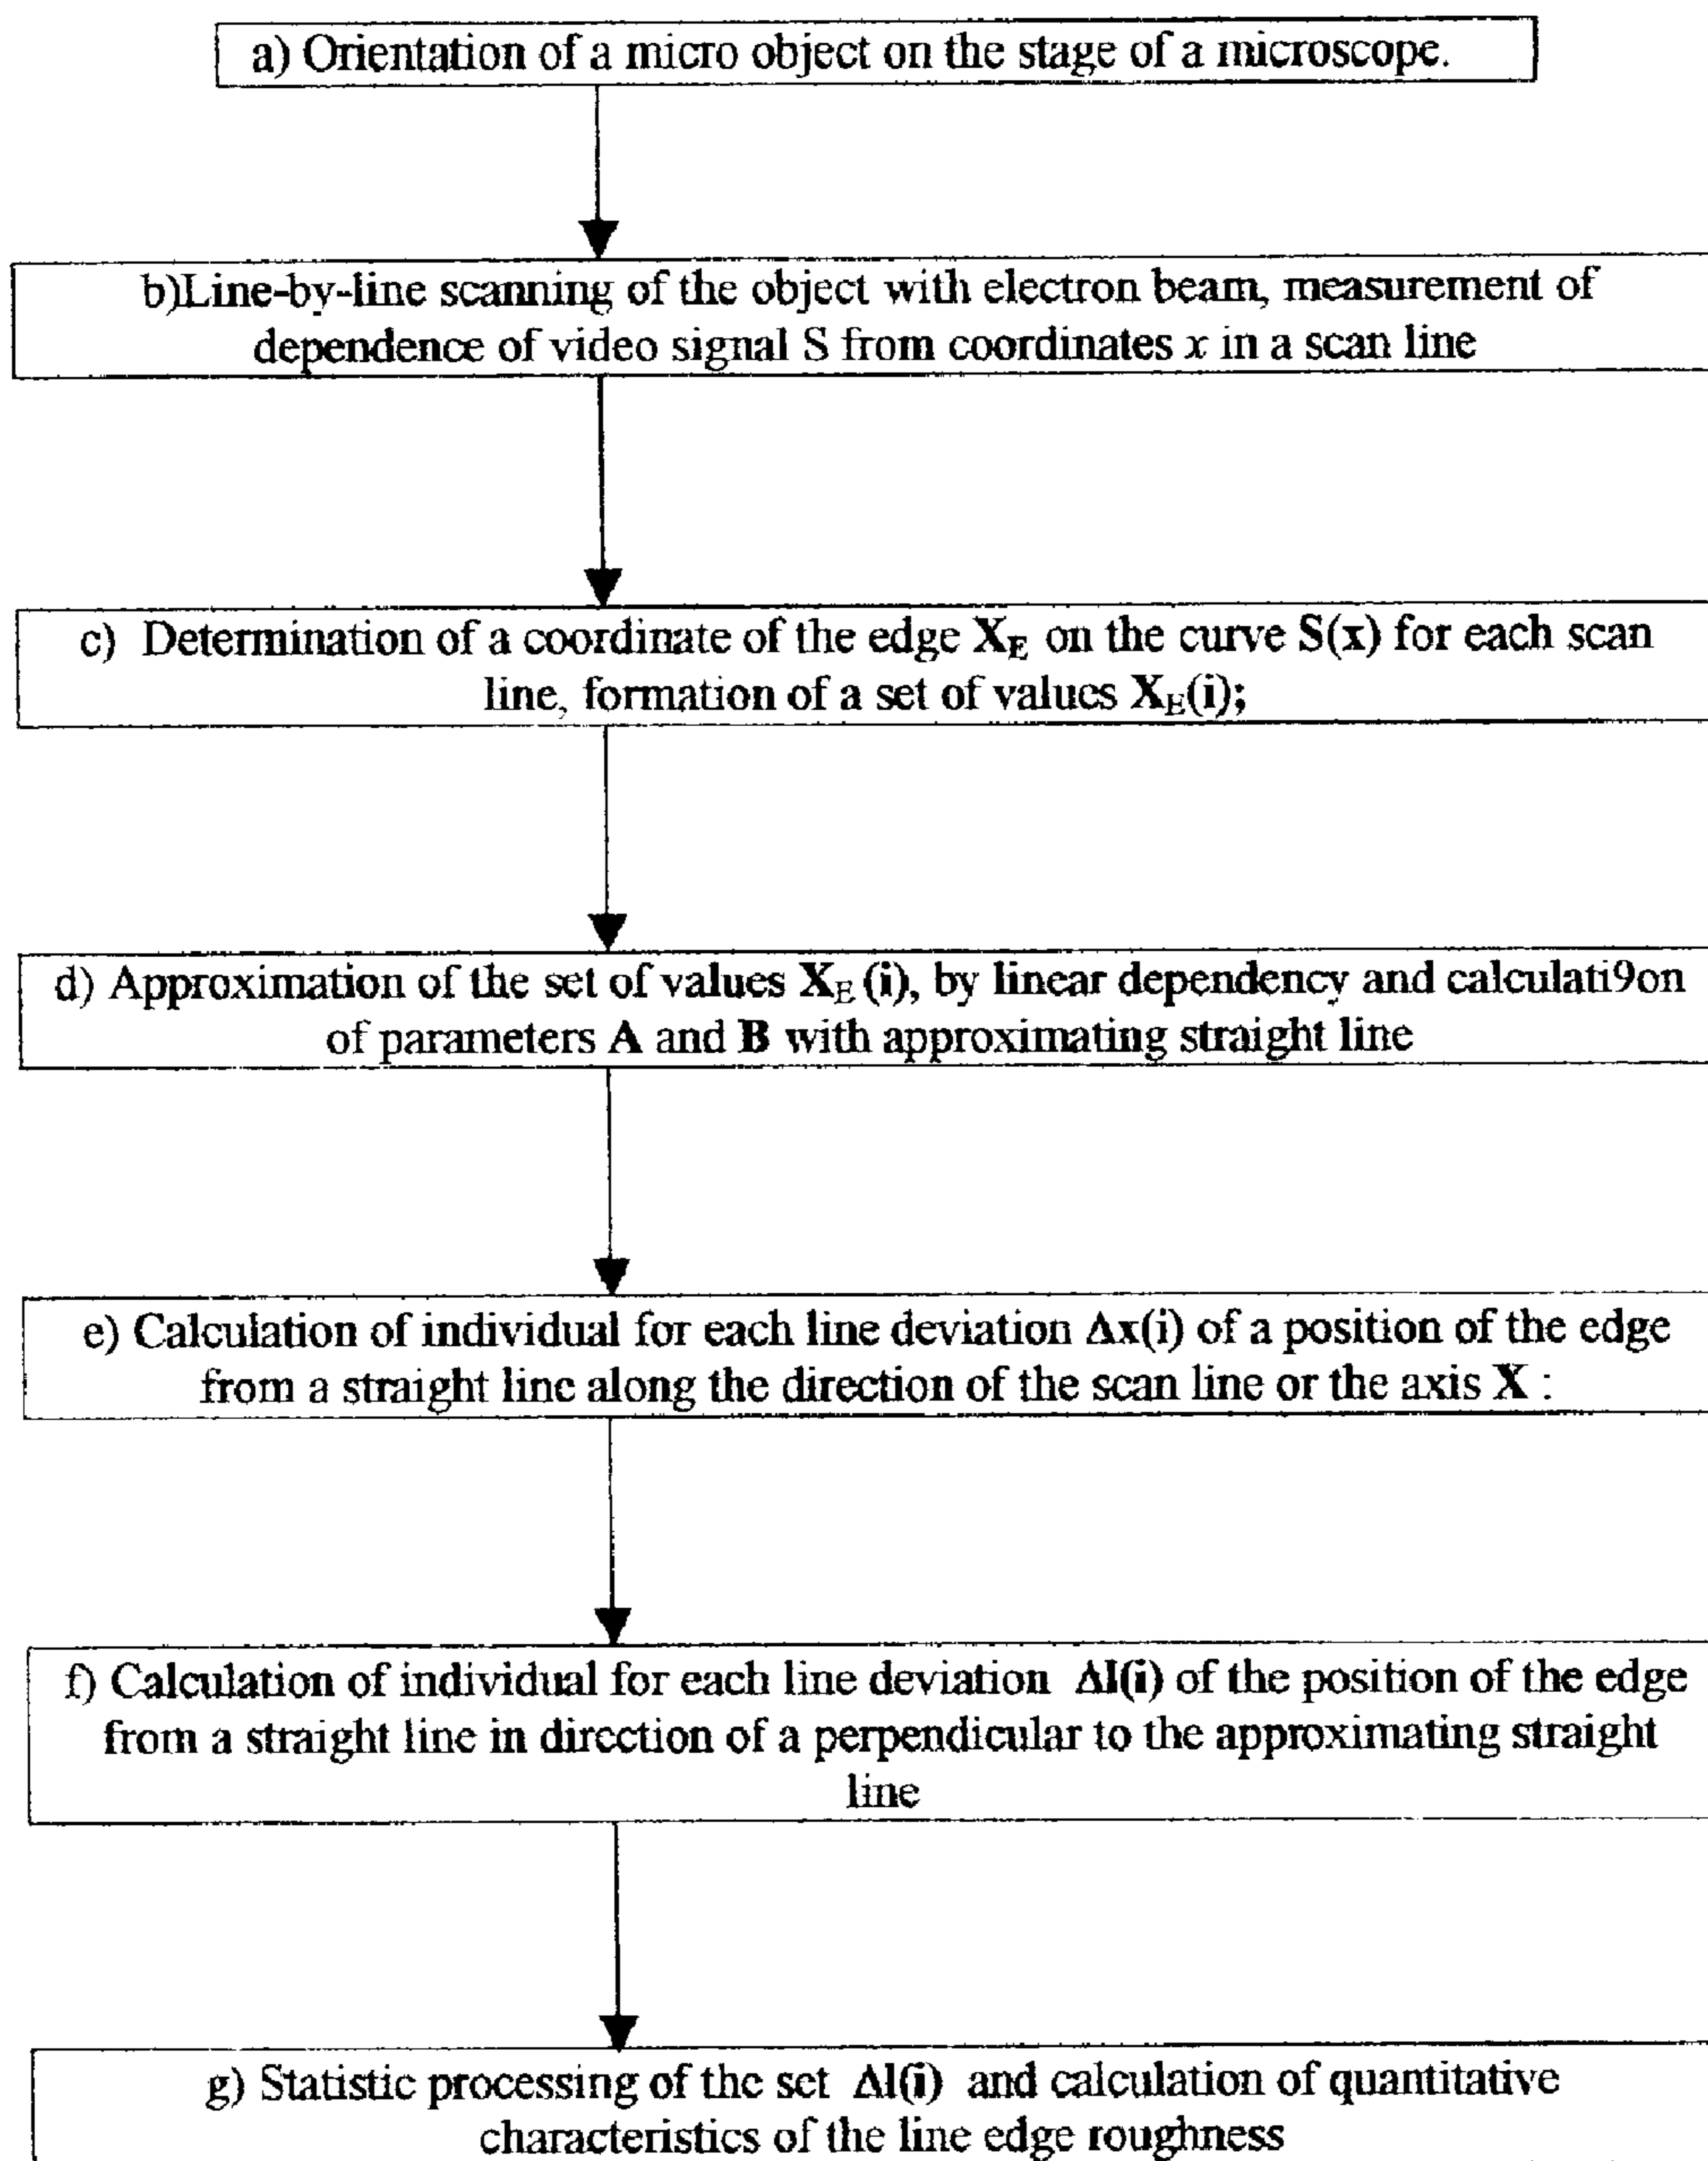 a) Orientation of a micro object on the stage of a microscope.
b)Line-by-line scanning of the object with electron beam, measurement of
dependence of video signal S from coordinates x in a scan line
c) Determination of a coordinate of the edge X_E on the curve S(x) for each scan
line, formation of a set of values X_E(i);
d) Approximation of the set of values X_E (i), by linear dependency and calculati9on
of parameters A and B with approximating straight line
e) Calculation of individual for each line deviation Δx(i) of a position of the edge
from a straight line along the direction of the scan line or the axis X :
f) Calculation of individual for each line deviation Δl(i) of the position of the edge
from a straight line in direction of a perpendicular to the approximating straight
line
g) Statistic processing of the set Δl(i) and calculation of quantitative
characteristics of the line edge roughness